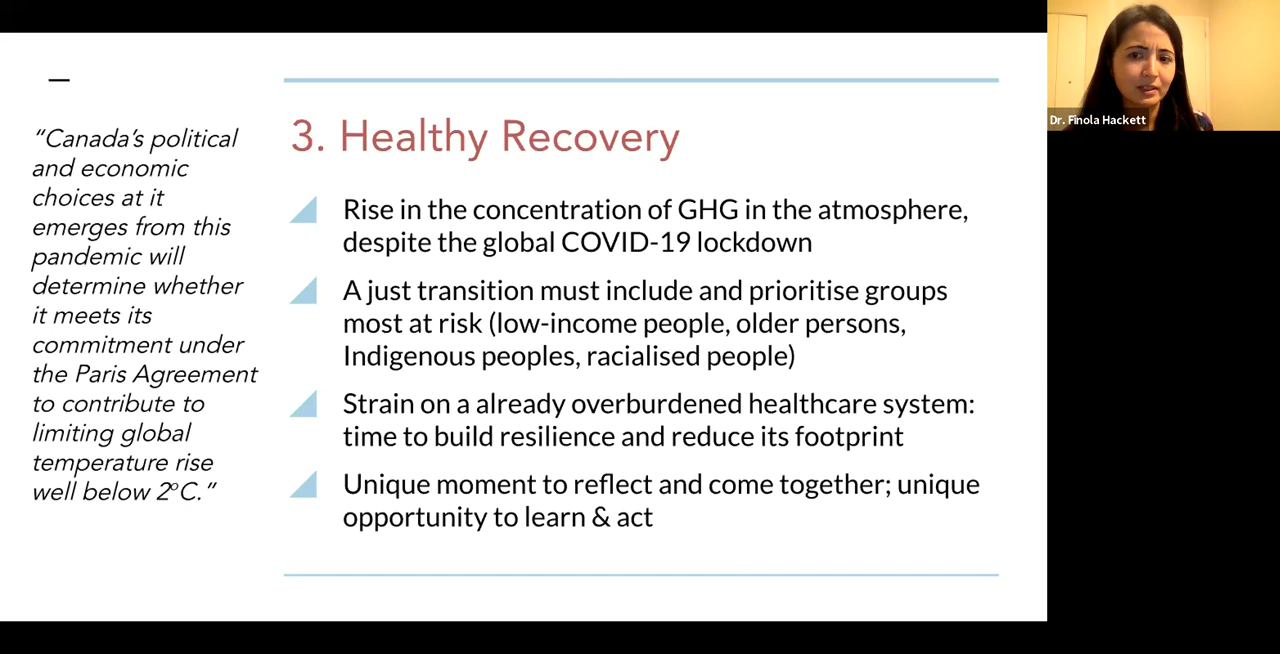 “Canada’s political
and economic
choices at it
emerges from this
pandemic will
determine whether
it meets its
commitment under
the Paris Agreement
to contribute to
limiting global
temperature rise
well below 2°C.”
3. Healthy Recovery
Rise in the concentration of GHG in the atmosphere,
despite the global COVID-19 lockdown
A just transition must include and prioritise groups
most at risk (low-income people, older persons,
Indigenous peoples, racialised people)
Strain on a already overburdened healthcare system:
time to build resilience and reduce its footprint
Unique moment to reflect and come together; unique
opportunity to learn & act
Dr. Finola Hackett